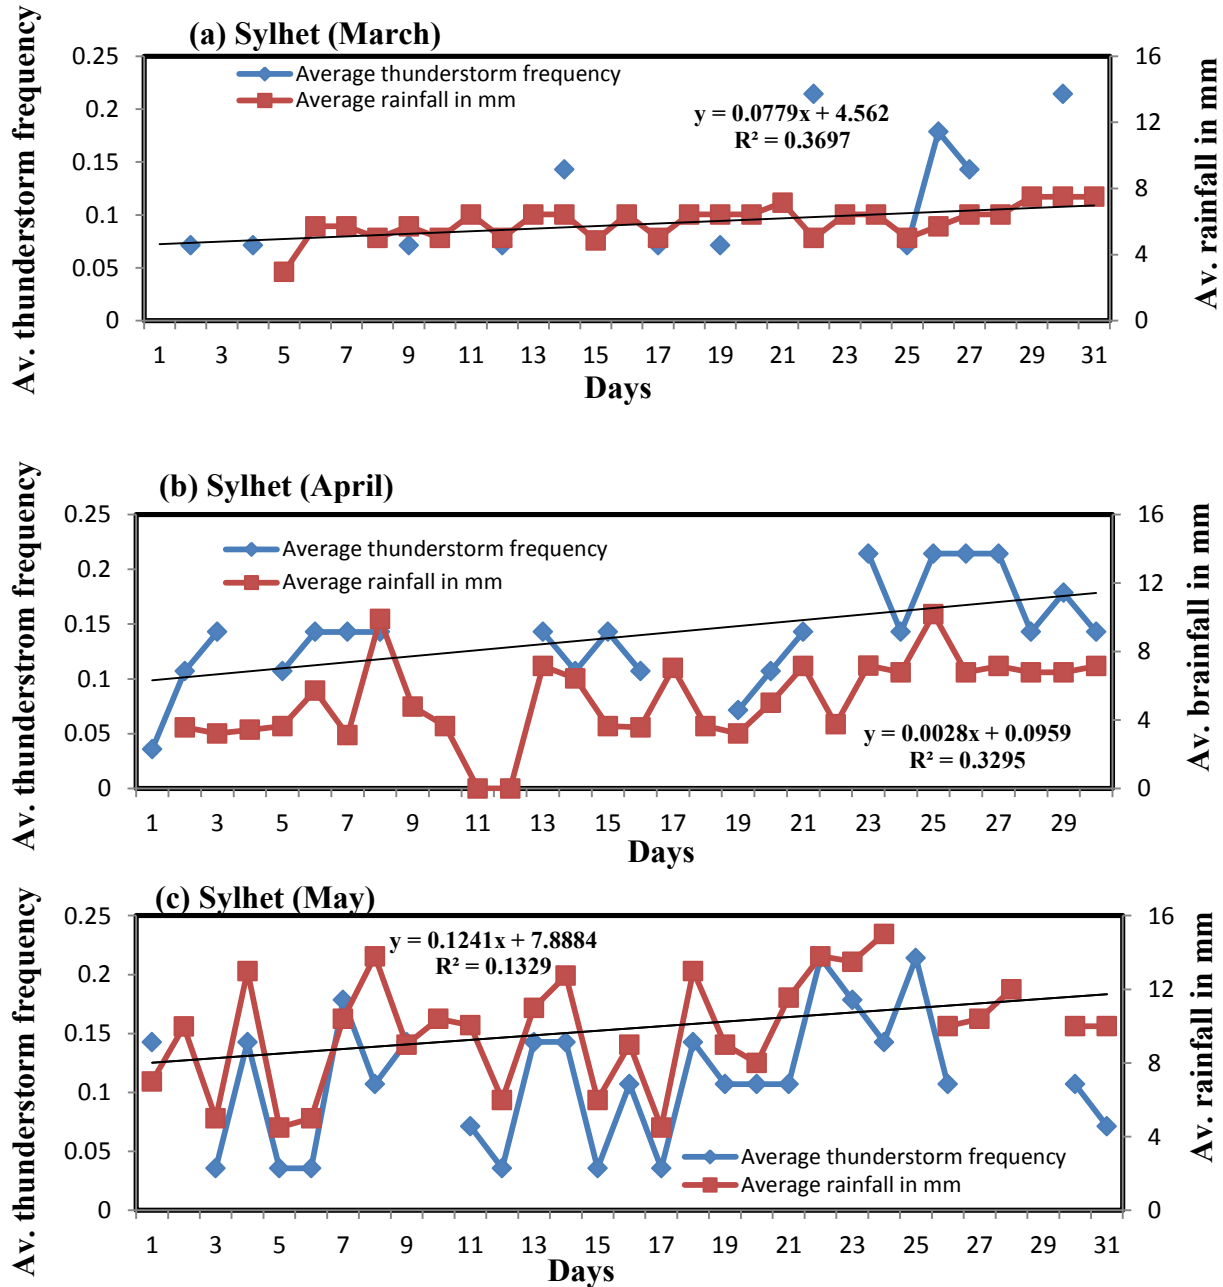 (a) Sylhet (March)
Av. thunderstorm frequency
0.25
0.2
0.15
0.1
0.05
0
Average thunderstorm frequency
Average rainfall in mm
y = 0.0779x + 4.562
R² = 0.3697
16
12
8
4
0
Av. rainfall in mm
1 3 5 7 9 11 13 15 17 19 21 23 25 27 29 31
Days
(b) Sylhet (April)
Av. thunderstrom frequency
0.25
0.2
0.15
0.1
0.05
0
Average thunderstorm frequency
Average rainfall in mm
y = 0.0028x + 0.0959
R² = 0.3295
16
12
8
4
0
Av. brainfall in mm
1 3 5 7 9 11 13 15 17 19 21 23 25 27 29
Days
(c) Sylhet (May)
Av. thunderstorm frequency
0.25
0.2
0.15
0.1
0.05
0
y = 0.1241x + 7.8884
R² = 0.1329
Average thunderstorm frequency
Average rainfall in mm
16
12
8
4
0
Av. rainfall in mm
1 3 5 7 9 11 13 15 17 19 21 23 25 27 29 31
Days